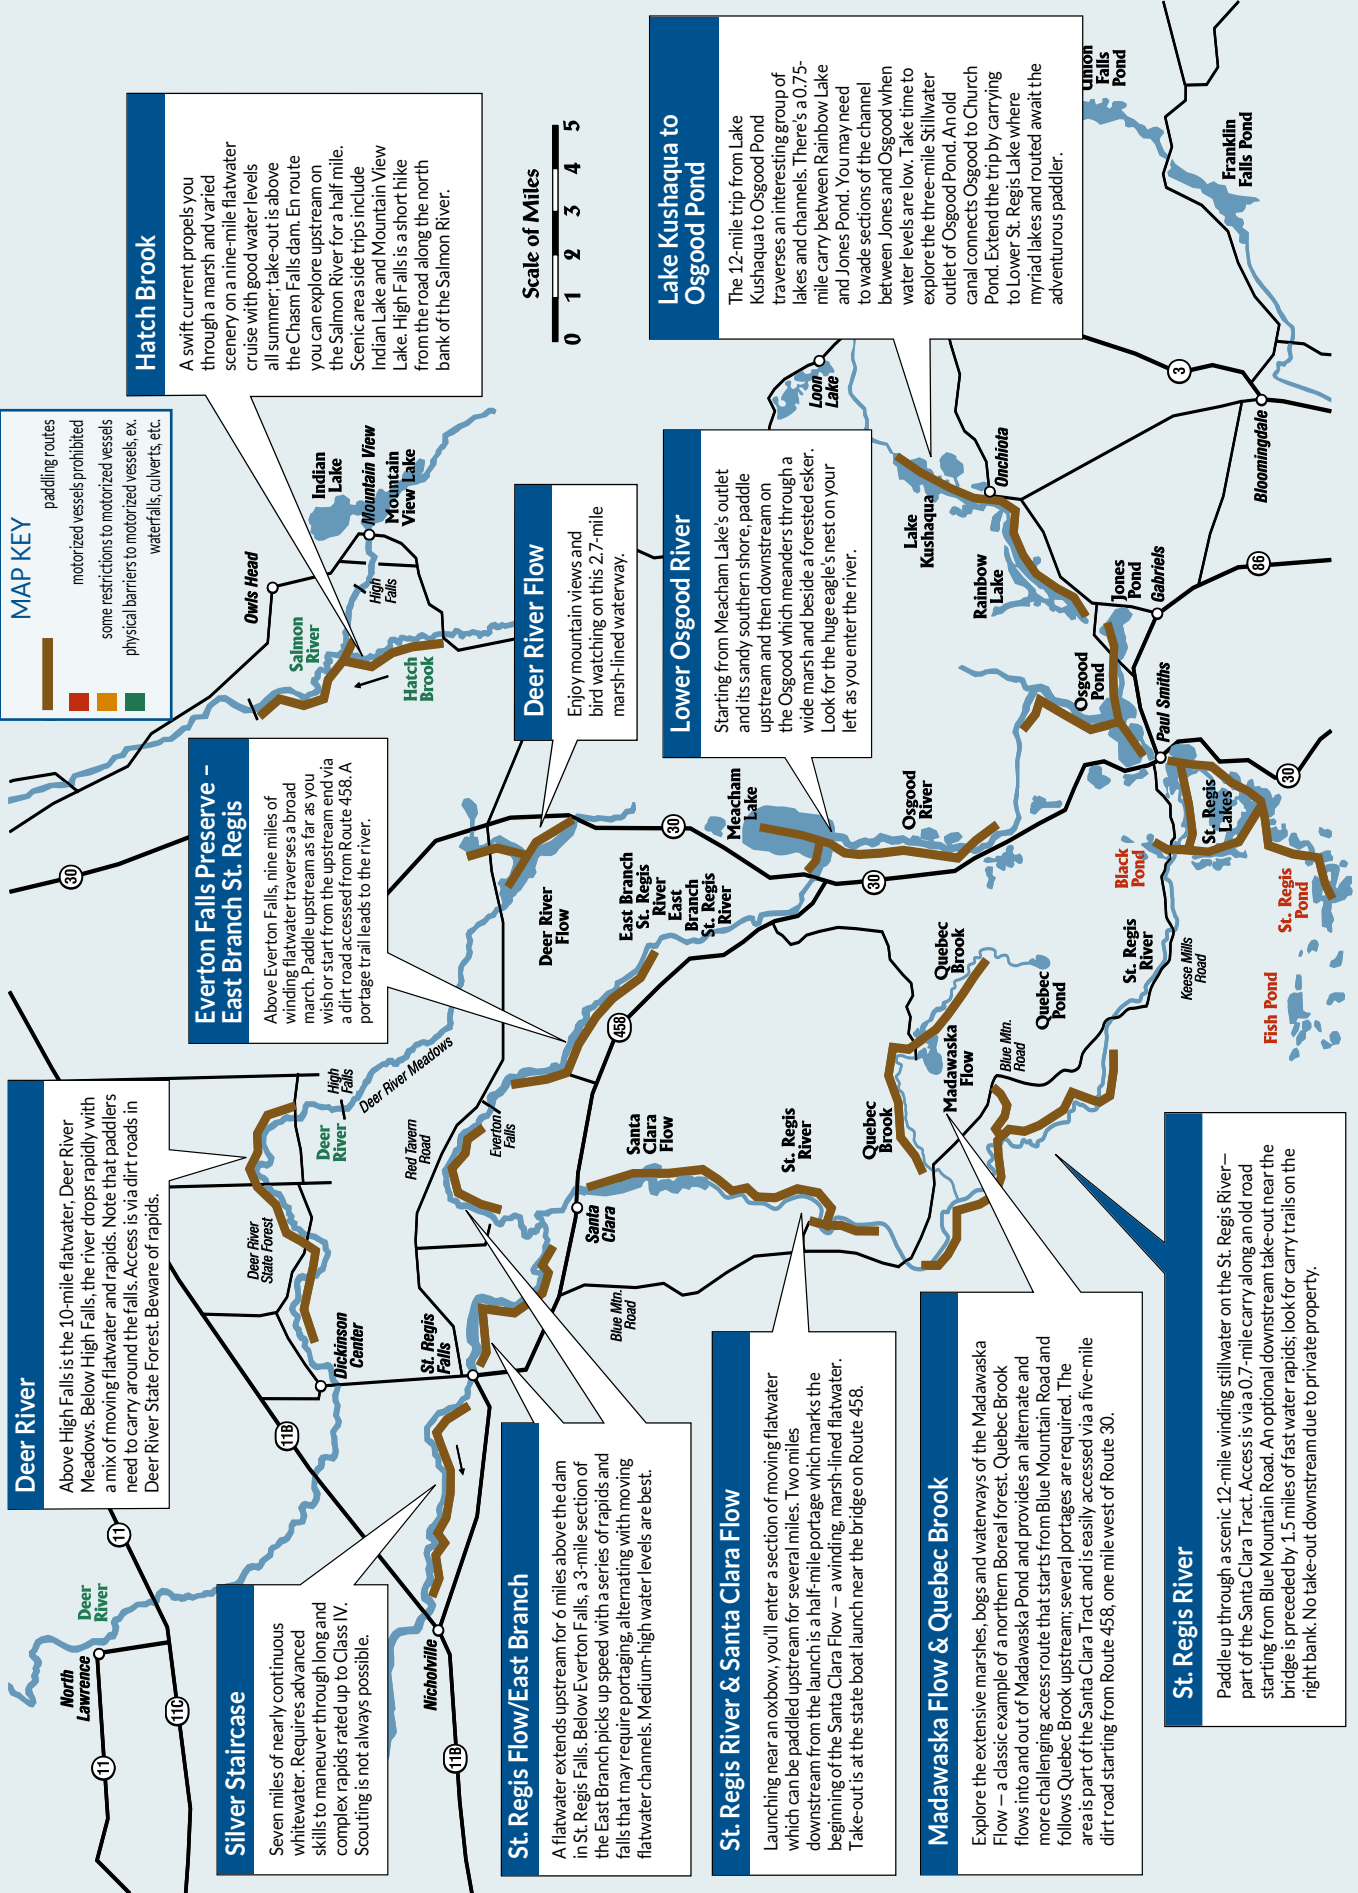 Deer River
Above High Falls is the 10-mile flatwater, Deer River
Meadows. Below High Falls, the river drops rapidly with
a mix of moving flatwater and rapids. Note that paddlers
need to carry around the falls. Access is via dirt roads in
Deer River State Forest. Beware of rapids.
MAP KEY
paddling routes
motorized vessels prohibited
some restrictions to motorized vessels
physical barriers to motorized vessels, ex.
waterfalls, culverts, etc.
Hatch Brook
A swift current propels you
through a marsh and varied
scenery on a nine-mile flatwater
cruise with good water levels
all summer; take-out is above
the Chasm Falls dam. En route
you can explore upstream on
the Salmon River for a half mile.
Scenic area side trips include
Indian Lake and Mountain View
Lake. High Falls is a short hike
from the road along the north
bank of the Salmon River.
Everton Falls Preserve –
East Branch St. Regis
Above Everton Falls, nine miles of
winding flatwater traverses a broad
march. Paddle upstream as far as you
wish or start from the upstream end via
a dirt road accessed from Route 458. A
portage trail leads to the river.
Silver Staircase
Seven miles of nearly continuous
whitewater. Requires advanced
skills to maneuver through long and
complex rapids rated up to Class IV.
Scouting is not always possible.
Deer River Flow
Enjoy mountain views and
bird watching on this 2.7-mile
marsh-lined waterway.
Scale of Miles
0 1 2 3 4 5
St. Regis Flow/East Branch
A flatwater extends upstream for 6 miles above the dam
in St. Regis Falls. Below Everton Falls, a 3-mile section of
the East Branch picks up speed with a series of rapids and
falls that may require portaging, alternating with moving
flatwater channels. Medium-high water levels are best.
Lower Osgood River
Starting from Meacham Lake's outlet
and its sandy southern shore, paddle
upstream and then downstream on
the Osgood which meanders through a
wide marsh and beside a forested esker.
Look for the huge eagle's nest on your
left as you enter the river.
Lake Kushaqua to
Osgood Pond
The 12-mile trip from Lake
Kushaqua to Osgood Pond
traverses an interesting group of
lakes and channels. There's a 0.75-
mile carry between Rainbow Lake
and Jones Pond. You may need
to wade sections of the channel
between Jones and Osgood when
water levels are low. Take time to
explore the three-mile Stillwater
outlet of Osgood Pond. An old
canal connects Osgood to Church
Pond. Extend the trip by carrying
to Lower St. Regis Lake where
myriad lakes and routed await the
adventurous paddler.
St. Regis River & Santa Clara Flow
Launching near an oxbow, you'll enter a section of moving flatwater
which can be paddled upstream for several miles. Two miles
downstream from the launch is a half-mile portage which marks the
beginning of the Santa Clara Flow — a winding, marsh-lined flatwater.
Take-out is at the state boat launch near the bridge on Route 458.
Madawaska Flow & Quebec Brook
Explore the extensive marshes, bogs and waterways of the Madawaska
Flow — a classic example of a northern Boreal forest. Quebec Brook
flows into and out of Madawaska Pond and provides an alternate and
more challenging access route that starts from Blue Mountain Road and
follows Quebec Brook upstream; several portages are required. The
area is part of the Santa Clara Tract and is easily accessed via a five-mile
dirt road starting from Route 458, one mile west of Route 30.
St. Regis River
Paddle up through a scenic 12-mile winding stillwater on the St. Regis River—
part of the Santa Clara Tract. Access is via a 0.7-mile carry along an old road
starting from Blue Mountain Road. An optional downstream take-out near the
bridge is preceded by 1.5 miles of fast water rapids; look for carry trails on the
right bank. No take-out downstream due to private property.
North
Lawrence
Deer
River
11
11
11C
11B
11B
Nicholville
Dickinson
Center
Deer River
State Forest
Deer
River
High
Falls
Deer River Meadows
Red Tavern
Road
St. Regis
Falls
Everton
Falls
Santa
Clara
Blue Mtn.
Road
Santa
Clara
Flow
St. Regis
River
458
30
Owls Head
Salmon
River
Hatch
Brook
High
Falls
Indian
Lake
Mountain View
Mountain
View Lake
Deer River
Flow
East Branch
St. Regis
River
East
Branch
St. Regis
River
30
Meacham
Lake
30
Osgood
River
Quebec
Brook
Quebec
Brook
Madawaska
Flow
Quebec
Pond
Blue Mtn.
Road
St. Regis
River
Keese Mills
Road
Black
Pond
St. Regis
Lakes
St. Regis
Pond
Fish Pond
30
Paul Smiths
Osgood
Pond
Jones
Pond
Gabriels
86
Rainbow
Lake
Lake
Kushaqua
Onchiota
Loon
Lake
3
Bloomingdale
Franklin
Falls Pond
Union
Falls
Pond